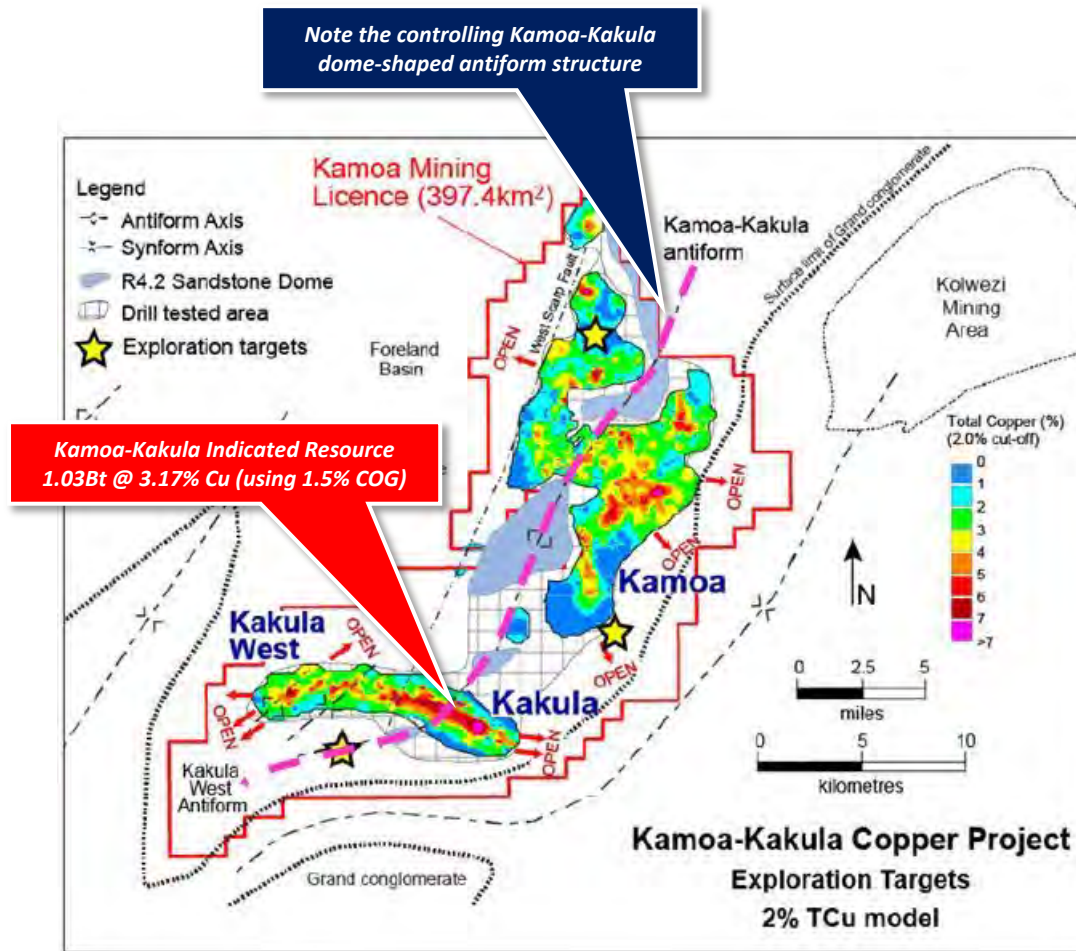 Note the controlling Kamoa-Kakula
dome-shaped antiform structure
Kamoa Mining
Licence (397.4km²)
Legend
Antiform Axis
Synform Axis
R4.2 Sandstone Dome
Drill tested area
Exploration targets
Kamoa-Kakula
antiform
Surface limit of Grand conglomerate
Kolwezi
Mining
Area
West Scarp Fault
Foreland
Basin
OPEN
Kamoa-Kakula Indicated Resource
1.03Bt @ 3.17% Cu (using 1.5% COG)
Total Copper (%)
(2.0% cut-off)
0
1
2
3
4
5
6
7
>7
OPEN
OPEN
Kamoa
N
Kakula
West
OPEN
OPEN
Kakula
OPEN
OPEN
0 2.5 5
miles
0 5 10
kilometres
Kakula
West
Antiform
Grand conglomerate
Kamoa-Kakula Copper Project
Exploration Targets
2% TCu model